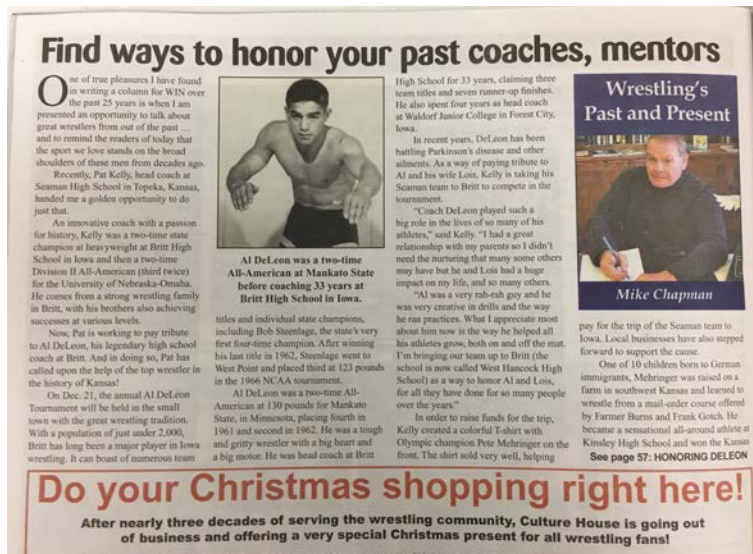 Find ways to honor your past coaches, mentors
One of true pleasures I have found
in writing a column for WIN over
the past 25 years is when I am
presented an opportunity to talk about
great wrestlers from out of the past …
and to remind the readers of today that
the sport we love stands on the broad
shoulders of these men from decades ago.
Recently, Pat Kelly, head coach at
Seaman High School in Topeka, Kansas,
handed me a golden opportunity to do
just that.
An innovative coach with a passion
for history, Kelly was a two-time state
champion at heavyweight at Britt High
School in Iowa and then a two-time
Division II All-American (third twice)
for the University of Nebraska-Omaha.
He comes from a strong wrestling family
in Britt, with his brothers also achieving
successes at various levels.
Now, Pat is working to pay tribute
to Al DeLeon, his legendary high school
coach at Britt. And in doing so, Pat has
called upon the help of the top wrestler in
the history of Kansas!
On Dec. 21, the annual Al DeLeon
Tournament will be held in the small
town with the great wrestling tradition.
With a population of just under 2,000,
Britt has long been a major player in Iowa
wrestling. It can boast of numerous team
Al DeLeon was a two-time
All-American at Mankato State
before coaching 33 years at
Britt High School in Iowa.
titles and individual state champions,
including Bob Steenlage, the state's very
first four-time champion. After winning
his last title in 1962, Steenlage went to
West Point and placed third at 123 pounds
in the 1966 NCAA tournament.
Al DeLeon was a two-time All-
American at 130 pounds for Mankato
State, in Minnesota, placing fourth in
1961 and second in 1962. He was a tough
and gritty wrestler with a big heart and
a big motor. He was head coach at Britt
High School for 33 years, claiming three
team titles and seven runner-up finishes.
He also spent four years as head coach
at Waldorf Junior College in Forest City,
Iowa.
In recent years, DeLeon has been
battling Parkinson's disease and other
ailments. As a way of paying tribute to
Al and his wife Lois, Kelly is taking his
Seaman team to Britt to compete in the
tournament.
"Coach DeLeon played such a
big role in the lives of so many of his
athletes," said Kelly. "I had a great
relationship with my parents so I didn't
need the nurturing that many some others
may have but he and Lois had a huge
impact on my life, and so many others.
"Al was a very rah-rah guy and he
was very creative in drills and the way
he ran practices. What I appreciate most
about him now is the way he helped all
his athletes grow, both on and off the mat.
I'm bringing our team up to Britt (the
school is now called West Hancock High
School) as a way to honor Al and Lois,
for all they have done for so many people
over the years."
In order to raise funds for the trip,
Kelly created a colorful T-shirt with
Olympic champion Pete Mehringer on the
front. The shirt sold very well, helping
Wrestling's
Past and Present
Mike Chapman
pay for the trip of the Seaman team to
Iowa. Local businesses have also stepped
forward to support the cause.
One of 10 children born to German
immigrants, Mehringer was raised on a
farm in southwest Kansas and learned to
wrestle from a mail-order course offered
by Farmer Burns and Frank Gotch. He
became a sensational all-around athlete at
Kinsley High School and won the Kansas
See page 57: HONORING DELEON
Do your Christmas shopping right here!
After nearly three decades of serving the wrestling community, Culture House is going out
of business and offering a very special Christmas present for all wrestling fans!